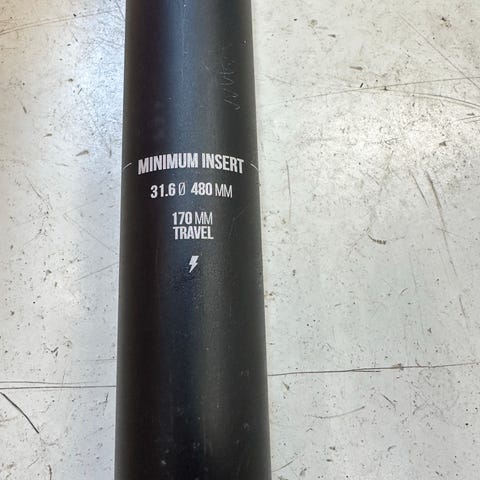 MINIMUM INSERT
31.6 Ø 480 MM
170 MM
TRAVEL